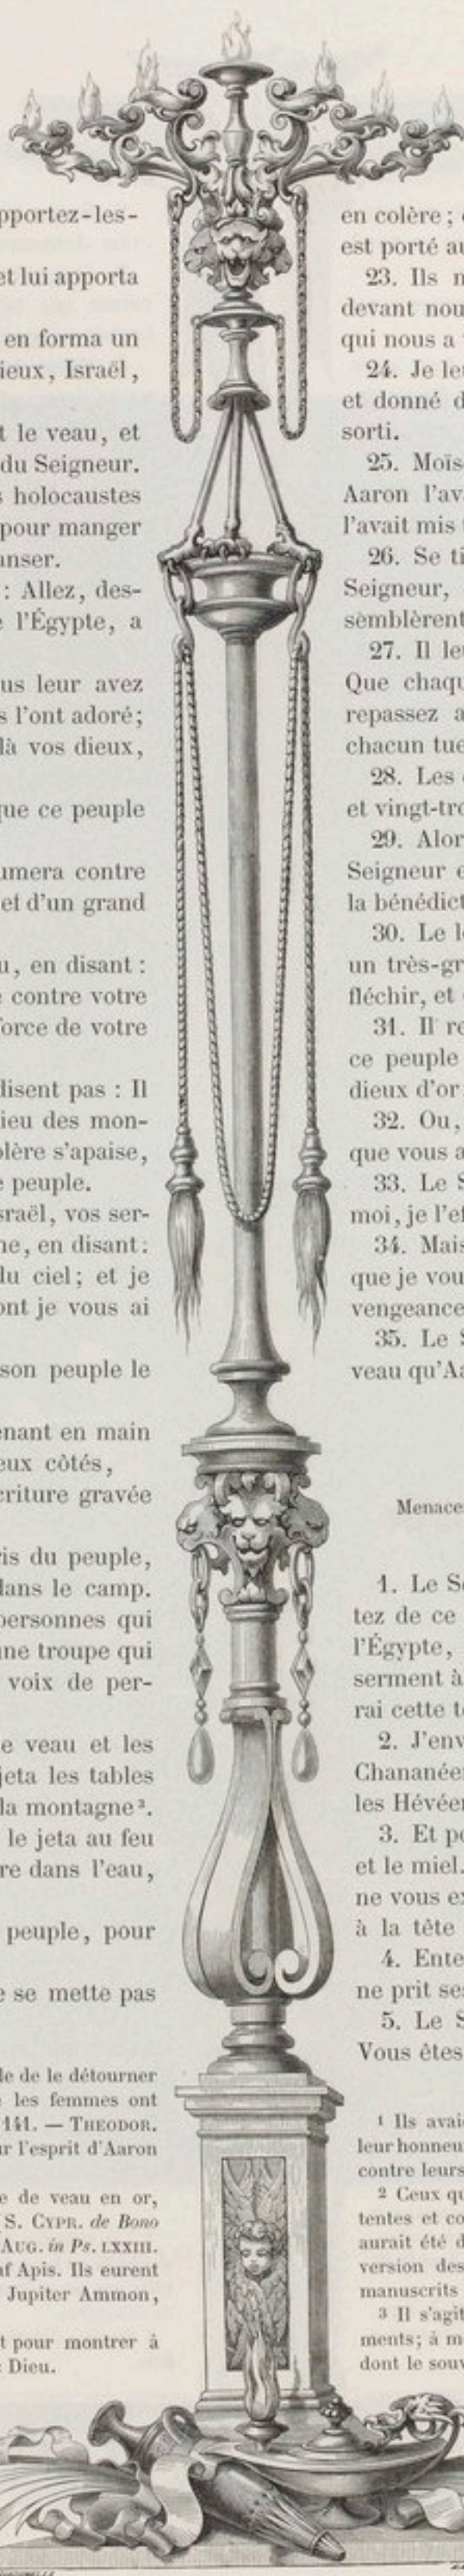 pportez-les-
et lui apporta
en forma un
ieux, Israël,
t le veau, et
du Seigneur.
holocaustes
pour manger
anser.
: Allez, des-
l'Égypte, a
us leur avez
s l'ont adoré;
là vos dieux,
que ce peuple
umera contre
et d'un grand
u, en disant :
contre votre
force de votre
disent pas : Il
ieu des mon-
olère s'apaise,
peuple.
sraël, vos ser-
ne, en disant:
du ciel; et je
ont je vous ai
son peuple le
enant en main
eux côtés,
criture gravée
is du peuple,
dans le camp.
personnes qui
une troupe qui
voix de per-
e veau et les
jeta les tables
la montagne³.
le jeta au feu
re dans l'eau,
peuple, pour
e se mette pas
le de le détourner
les femmes ont
141. — THEODOR.
ur l'esprit d'Aaron
e de veau en or,
S. CYPR. de Bono
AUG. in Ps. LXXIII.
uf Apis. Ils eurent
Jupiter Ammon,
t pour montrer à
Dieu.
en colère;
est porté au
23. Ils m
devant nou
qui nous a
24. Je leu
et donné d
sorti.
25. Moïs
Aaron l'av
l'avait mis
26. Se ti
Seigneur,
semblèrent
27. Il leu
Que chaqu
repassez a
chacun tue
28. Les
et vingt-tro
29. Alor
Seigneur e
la bénédict
30. Le l
un très-gr
fléchir, et
31. Il re
ce peuple
dieux d'or
32. Ou,
que vous a
33. Le S
moi, je l'ef
34. Mais
que je vou
vengeance
35. Le S
veau qu'Aa
Menace
1. Le Se
tez de ce
l'Égypte,
serment à
rai cette t
2. J'env
Chananée
les Hévéen
3. Et p
et le miel.
ne vous ex
à la tête
4. Ente
ne prit ses
5. Le S
Vous êtes
1 Ils avai
leur honneu
contre leurs
2 Ceux qu
tentes et co
aurait été d
version des
manuscrits
3 Il s'agit
ments; à m
dont le souv